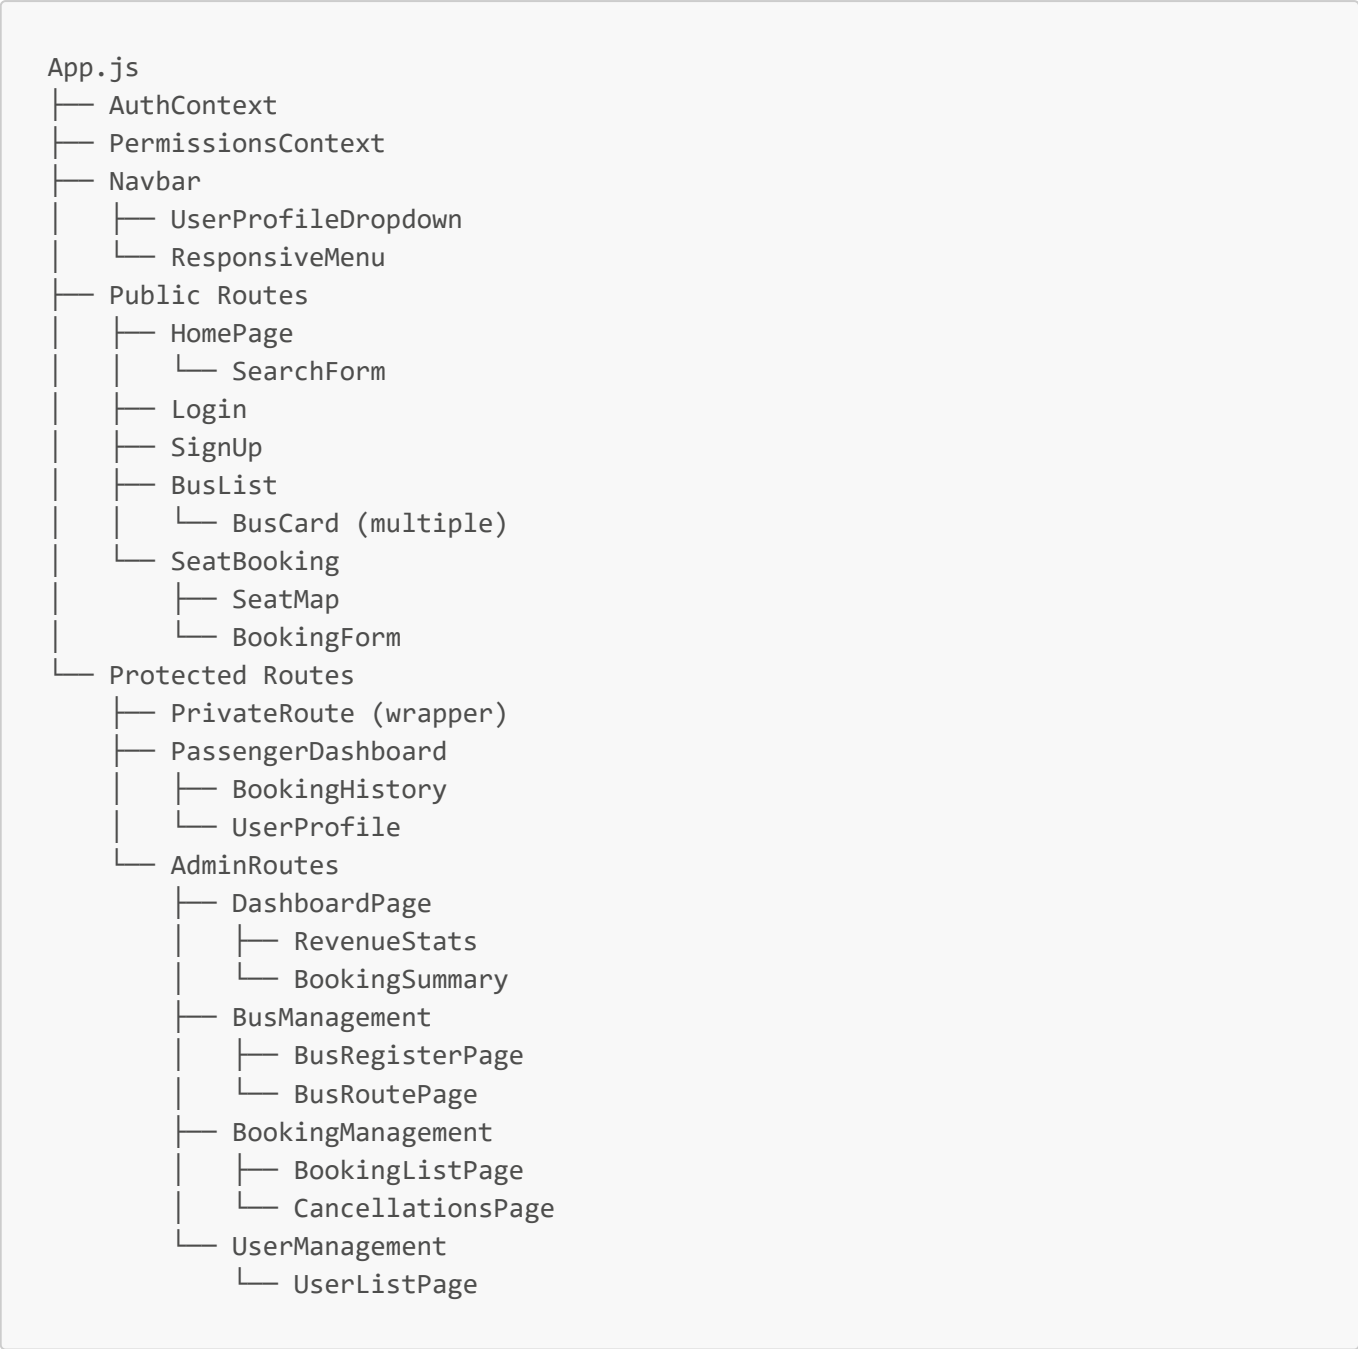 App.js
├── AuthContext
├── PermissionsContext
├── Navbar
│   ├── UserProfileDropdown
│   └── ResponsiveMenu
├── Public Routes
│   ├── HomePage
│   │   └── SearchForm
│   ├── Login
│   ├── SignUp
│   ├── BusList
│   │   └── BusCard (multiple)
│   └── SeatBooking
│       ├── SeatMap
│       └── BookingForm
└── Protected Routes
    ├── PrivateRoute (wrapper)
    ├── PassengerDashboard
    │   ├── BookingHistory
    │   └── UserProfile
    └── AdminRoutes
        ├── DashboardPage
        │   ├── RevenueStats
        │   └── BookingSummary
        ├── BusManagement
        │   ├── BusRegisterPage
        │   └── BusRoutePage
        ├── BookingManagement
        │   ├── BookingListPage
        │   └── CancellationsPage
        └── UserManagement
            └── UserListPage